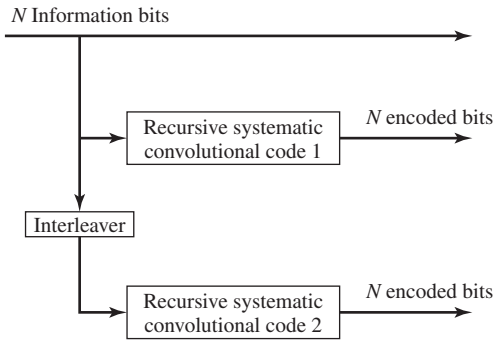 N Information bits
N encoded bits
Recursive systematic
convolutional code 1
Interleaver
N encoded bits
Recursive systematic
convolutional code 2